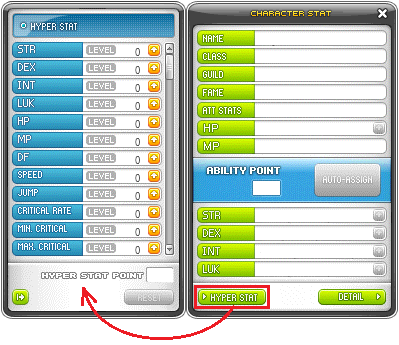 HYPER STAT
STR LEVEL 0
DEX LEVEL 0
INT LEVEL 0
LUK LEVEL 0
HP LEVEL 0
MP LEVEL 0
DF LEVEL 0
SPEED LEVEL 0
JUMP LEVEL 0
CRITICAL RATE LEVEL 0
MIN. CRITICAL LEVEL 0
MAX. CRITICAL LEVEL 0
HYPER STAT POINT
RESET
CHARACTER STAT
NAME
CLASS
GUILD
FAME
ATT STATS
HP
MP
ABILITY POINT
AUTO-ASSIGN
STR
DEX
INT
LUK
HYPER STAT DETAIL